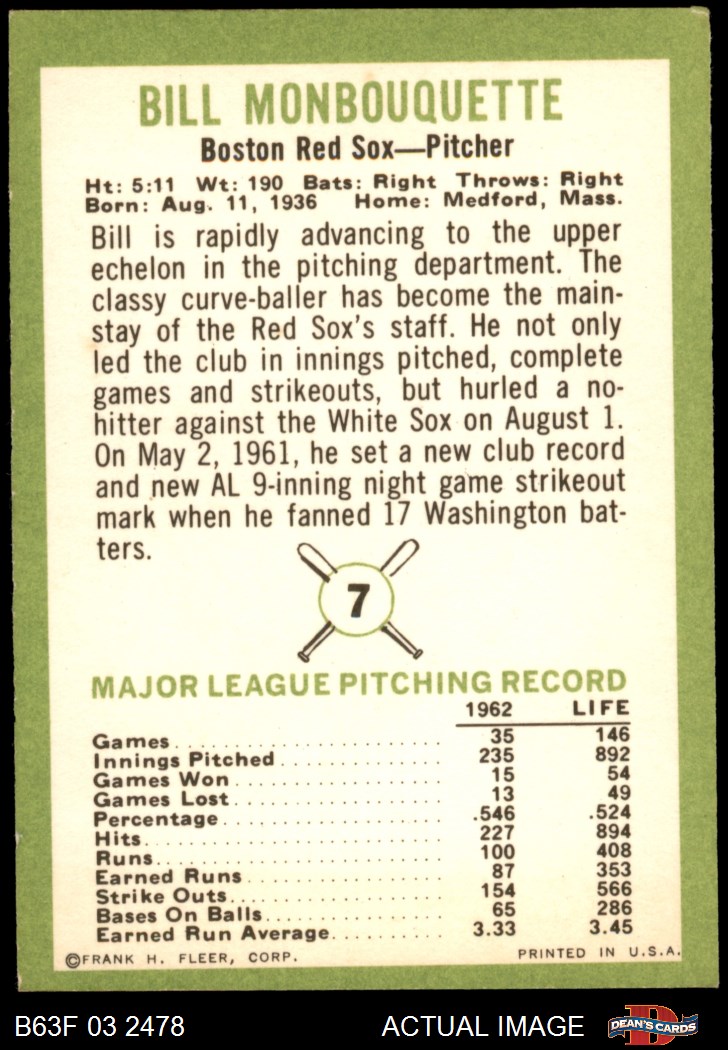 BILL MONBOUQUETTE
Boston Red Sox—Pitcher
Ht: 5:11 Wt: 190 Bats: Right Throws: Right
Born: Aug. 11, 1936 Home: Medford, Mass.
Bill is rapidly advancing to the upper
echelon in the pitching department. The
classy curve-baller has become the main-
stay of the Red Sox's staff. He not only
led the club in innings pitched, complete
games and strikeouts, but hurled a no-
hitter against the White Sox on August 1.
On May 2, 1961, he set a new club record
and new AL 9-inning night game strikeout
mark when he fanned 17 Washington bat-
ters.
7
MAJOR LEAGUE PITCHING RECORD
1962 LIFE
Games 35 146
Innings Pitched 235 892
Games Won 15 54
Games Lost 13 49
Percentage .546 .524
Hits 227 894
Runs 100 408
Earned Runs 87 353
Strike Outs 154 566
Bases On Balls 65 286
Earned Run Average 3.33 3.45
©FRANK H. FLEER, CORP. PRINTED IN U.S.A.
B63F 03 2478 ACTUAL IMAGE D DEAN'S CARDS